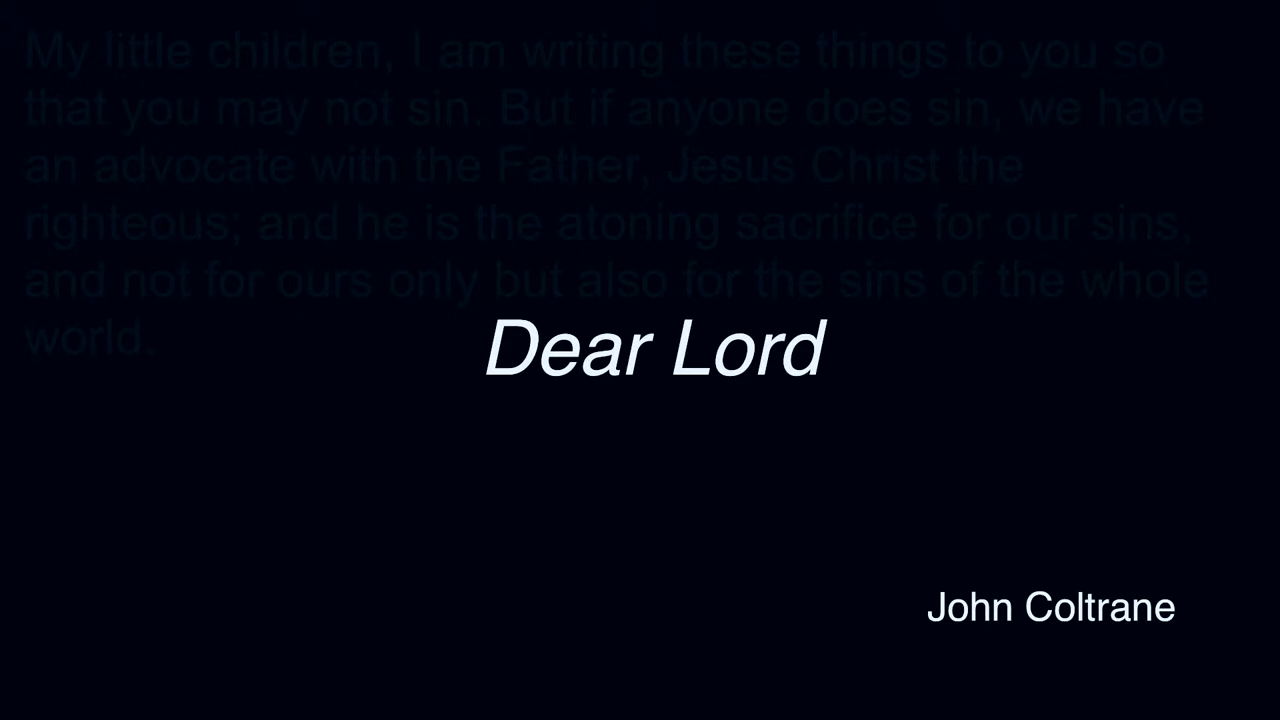 My little children, I am writing these things to you so
that you may not sin. But if anyone does sin, we have
an advocate with the Father, Jesus Christ the
righteous; and he is the atoning sacrifice for our sins,
and not for ours only but also for the sins of the whole
world.
Dear Lord
John Coltrane